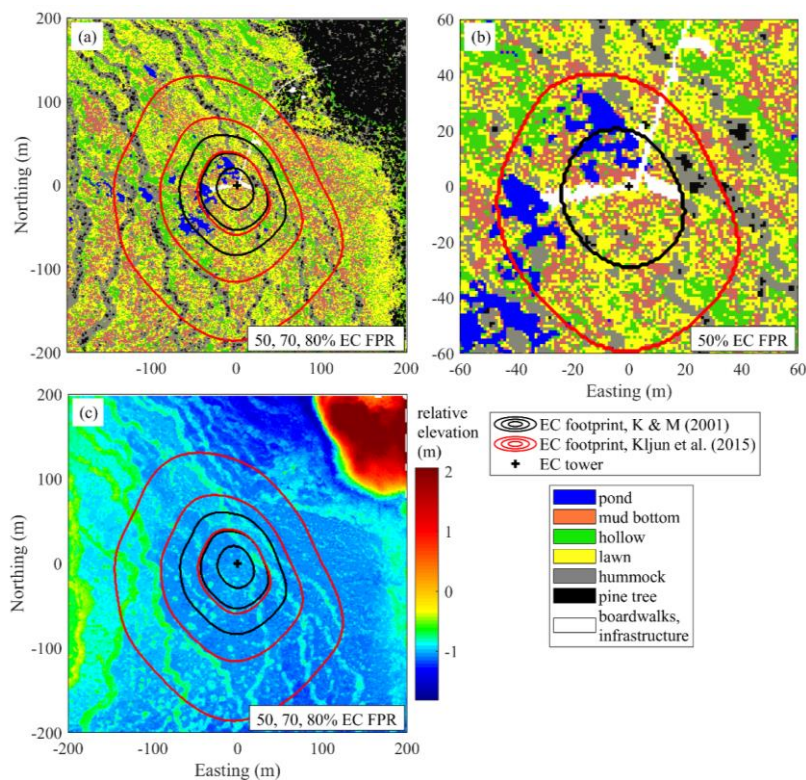 (a)
200
100
0
-100
-200
Northing (m)
-100
0
100
200
50, 70, 80% EC FPR
(b)
60
40
20
0
-20
-40
-60
-60
-40
-20
0
20
40
60
Easting (m)
50% EC FPR
(c)
200
100
0
-100
-200
Northing (m)
-200
-100
0
100
200
Easting (m)
50, 70, 80% EC FPR
relative
elevation
(m)
2
1
0
-1
EC footprint, K & M (2001)
EC footprint, Kljun et al. (2015)
EC tower
pond
mud bottom
hollow
lawn
hummock
pine tree
boardwalks,
infrastructure